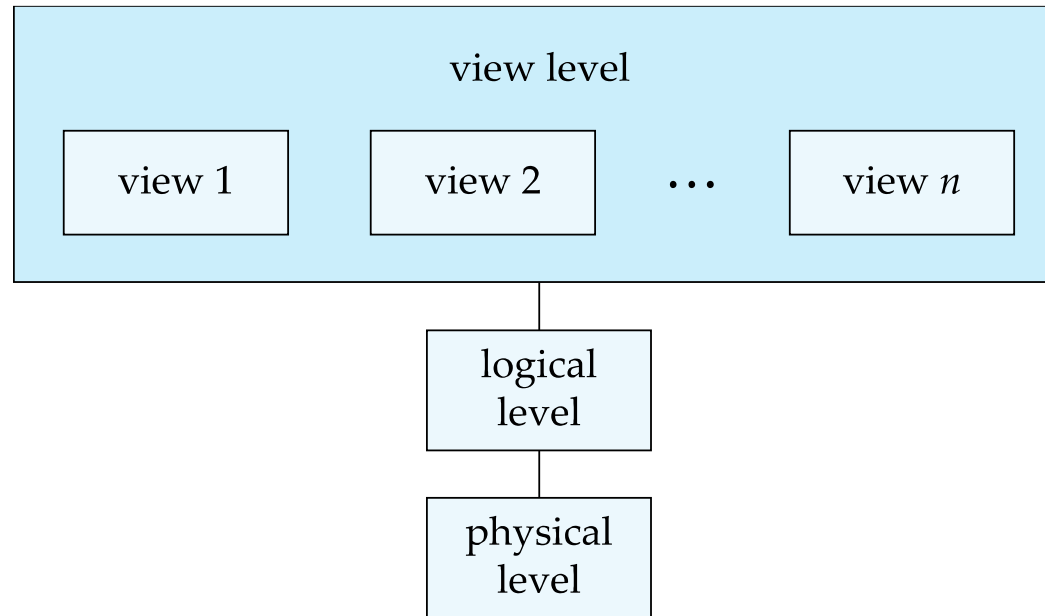 view level
view 1
view 2
...
view n
logical
level
physical
level